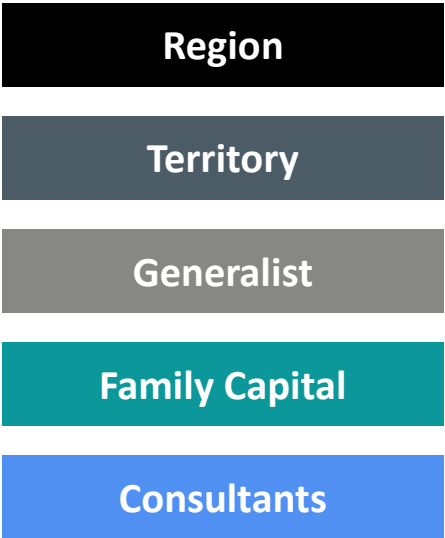 Region
Territory
Generalist
Family Capital
Consultants